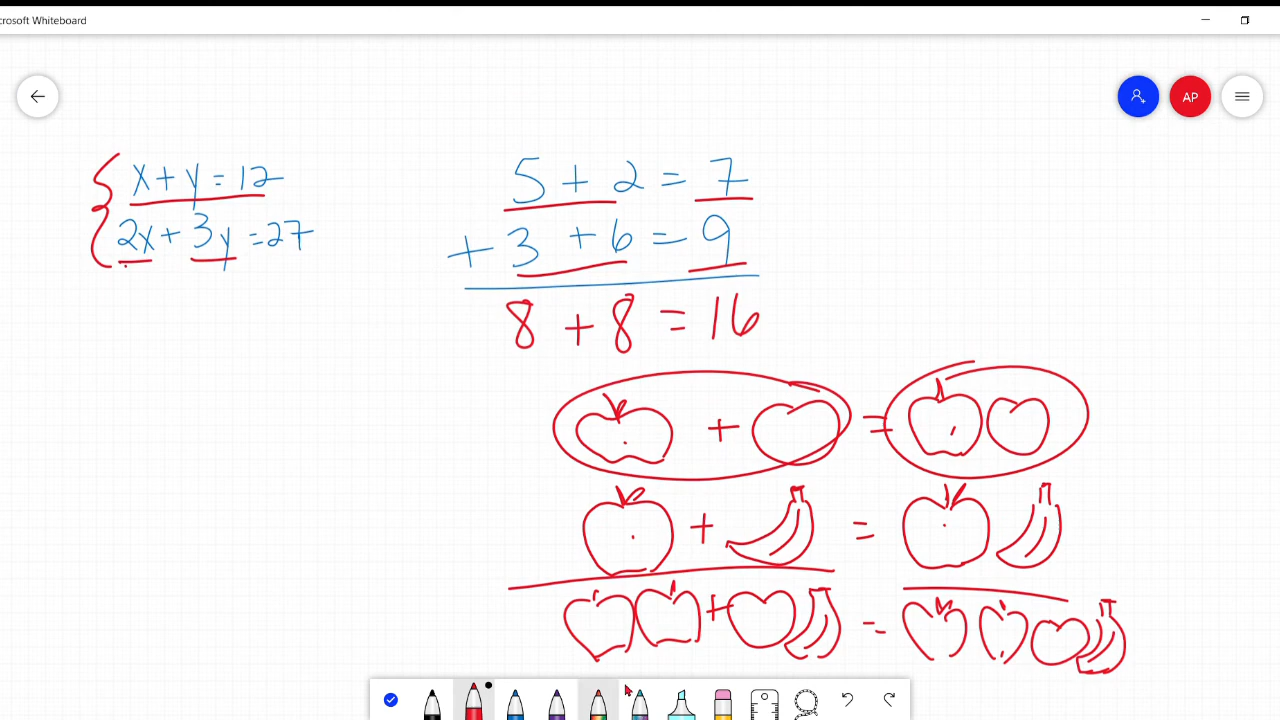 crosoft Whiteboard
AP
x + y = 12
2x + 3y = 27
5 + 2 = 7
+ 3 + 6 = 9
8 + 8 = 16
+ =
+ =
+ =